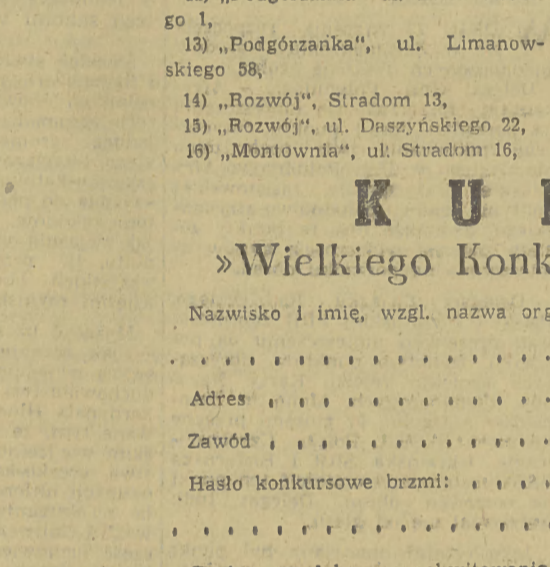 go 1,
13) „Podgórzanka", ul. Limanow-
skiego 58,
14) „Rozwój", Stradom 13,
15) „Rozwój", ul. Daszyńskiego 22,
16) „Montownia", ul. Stradom 16,
K U
»Wielkiego Konk
Nazwisko i imię, wzgl. nazwa org
Adres
Zawód
Hasło konkursowe brzmi: